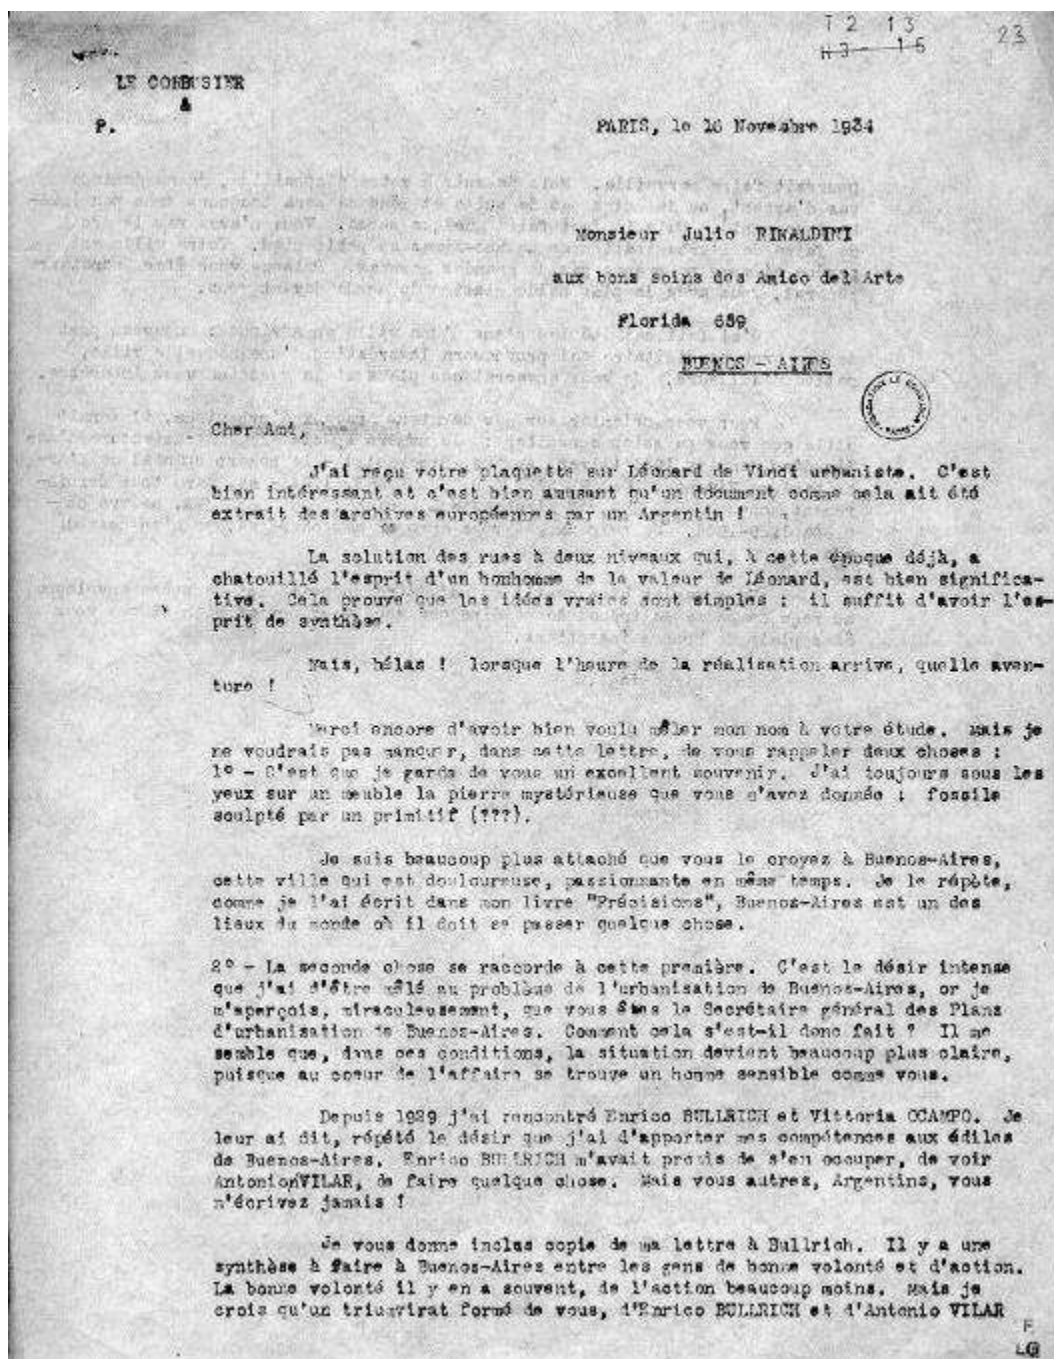 T2 13
H3 - 15
23
LE CORBUSIER
&
P.
PARIS, le 16 Novembre 1934
Monsieur Julio RINALDINI
aux bons soins des Amico del Arte
Florida 659
BUENOS - AIRES
FONDATION LE CORBUSIER PARIS
Cher Ami,
J'ai reçu votre plaquette sur Léonard de Vinci urbaniste. C'est
bien intéressant et c'est bien amusant qu'un document comme cela ait été
extrait des archives européennes par un Argentin !
La solution des rues à deux niveaux qui, à cette époque déjà, a
chatouillé l'esprit d'un bonhomme de la valeur de Léonard, est bien significa-
tive. Cela prouve que les idées vraies sont simples : il suffit d'avoir l'es-
prit de synthèse.
Mais, hélas ! lorsque l'heure de la réalisation arrive, quelle aven-
ture !
Merci encore d'avoir bien voulu mêler mon nom à votre étude. Mais je
ne voudrais pas manquer, dans cette lettre, de vous rappeler deux choses :
1° - C'est que je garde de vous un excellent souvenir. J'ai toujours sous les
yeux sur un meuble la pierre mystérieuse que vous m'avez donnée : fossile
sculpté par un primitif (???).
Je suis beaucoup plus attaché que vous le croyez à Buenos-Aires,
cette ville qui est douloureuse, passionnante en même temps. Je le répète,
comme je l'ai écrit dans mon livre "Précisions", Buenos-Aires est un des
lieux du monde où il doit se passer quelque chose.
2° - La seconde chose se raccorde à cette première. C'est le désir intense
que j'ai d'être mêlé au problème de l'urbanisation de Buenos-Aires, or je
m'aperçois, miraculeusement, que vous êtes le Secrétaire général des Plans
d'urbanisation de Buenos-Aires. Comment cela s'est-il donc fait ? Il me
semble que, dans ces conditions, la situation devient beaucoup plus claire,
puisque au coeur de l'affaire se trouve un homme sensible comme vous.
Depuis 1929 j'ai rencontré Enrico BULLRICH et Vittoria OCAMPO. Je
leur ai dit, répété le désir que j'ai d'apporter mes compétences aux édiles
de Buenos-Aires. Enrico BULLRICH m'avait promis de s'en occuper, de voir
Antonio VILAR, de faire quelque chose. Mais vous autres, Argentins, vous
n'écrivez jamais !
Je vous donne inclus copie de ma lettre à Bullrich. Il y a une
synthèse à faire à Buenos-Aires entre les gens de bonne volonté et d'action.
La bonne volonté il y en a souvent, de l'action beaucoup moins. Mais je
crois qu'un triumvirat formé de vous, d'Enrico BULLRICH et d'Antonio VILAR
F
LG